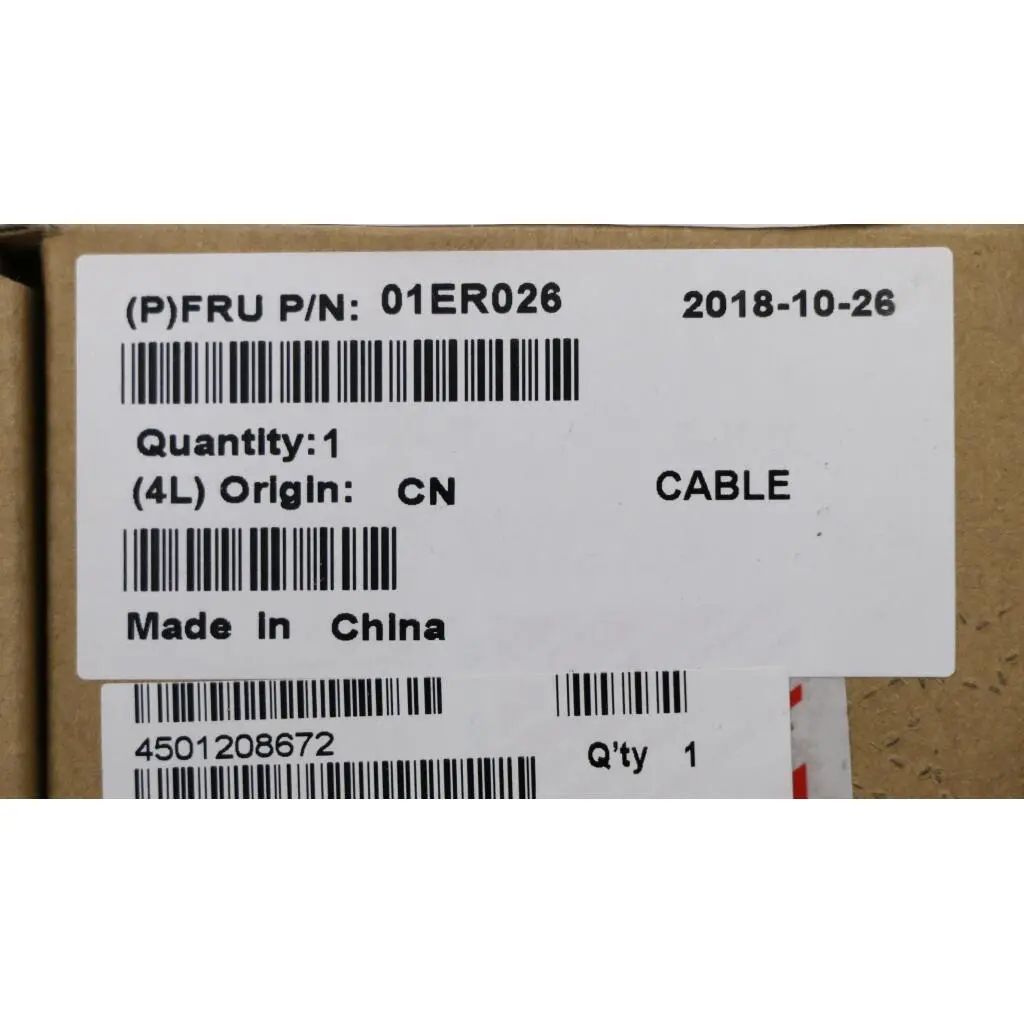 (P)FRU P/N: 01ER026 2018-10-26
Quantity:1
(4L) Origin: CN CABLE
Made in China
4501208672 Q'ty 1